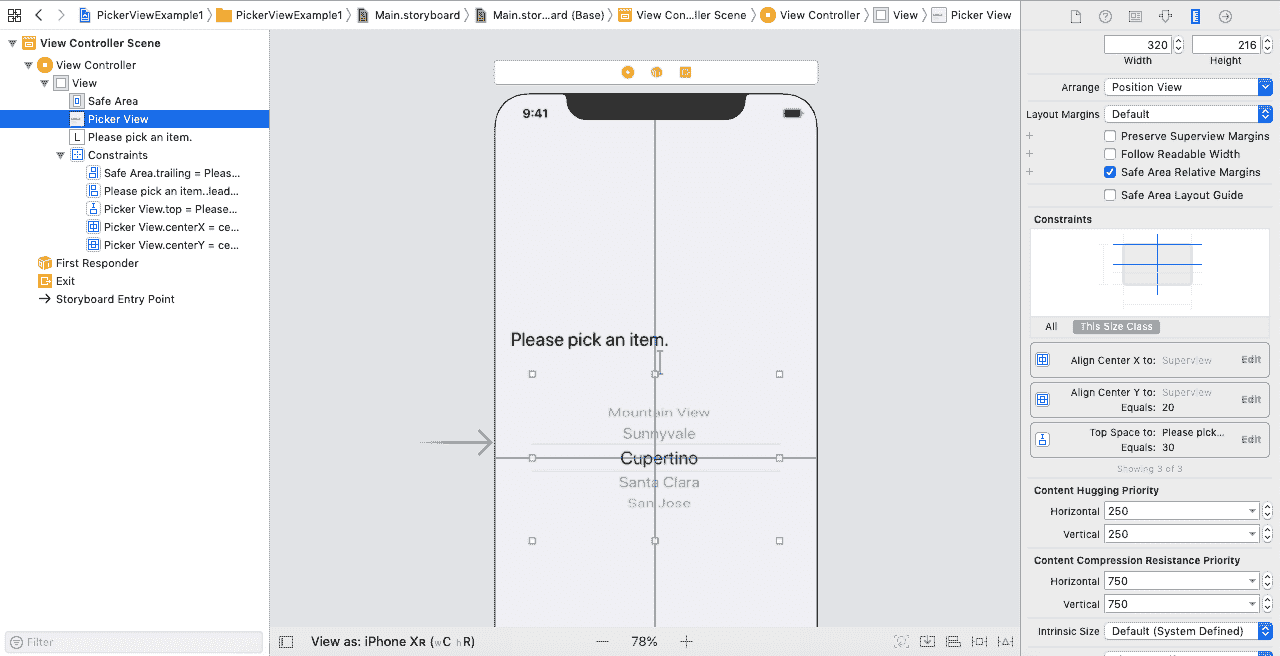 PickerViewExample1 PickerViewExample1 Main.storyboard Main.stor...ard (Base) View Con...ller Scene View Controller View Picker View
View Controller Scene
View Controller
View
Safe Area
Picker View
L Please pick an item.
Constraints
Safe Area.trailing = Pleas...
Please pick an item..lead...
Picker View.top = Please...
Picker View.centerX = ce...
Picker View.centerY = ce...
First Responder
Exit
Storyboard Entry Point
Filter
9:41
Please pick an item.
Mountain View
Sunnyvale
Cupertino
Santa Clara
San Jose
View as: iPhone XR (wC hR)
78%
320 216
Width Height
Arrange Position View
Layout Margins Default
Preserve Superview Margins
Follow Readable Width
Safe Area Relative Margins
Safe Area Layout Guide
Constraints
All This Size Class
Align Center X to: Superview Edit
Align Center Y to: Superview Edit
Equals: 20
Top Space to: Please pick... Edit
Equals: 30
Showing 3 of 3
Content Hugging Priority
Horizontal 250
Vertical 250
Content Compression Resistance Priority
Horizontal 750
Vertical 750
Intrinsic Size Default (System Defined)